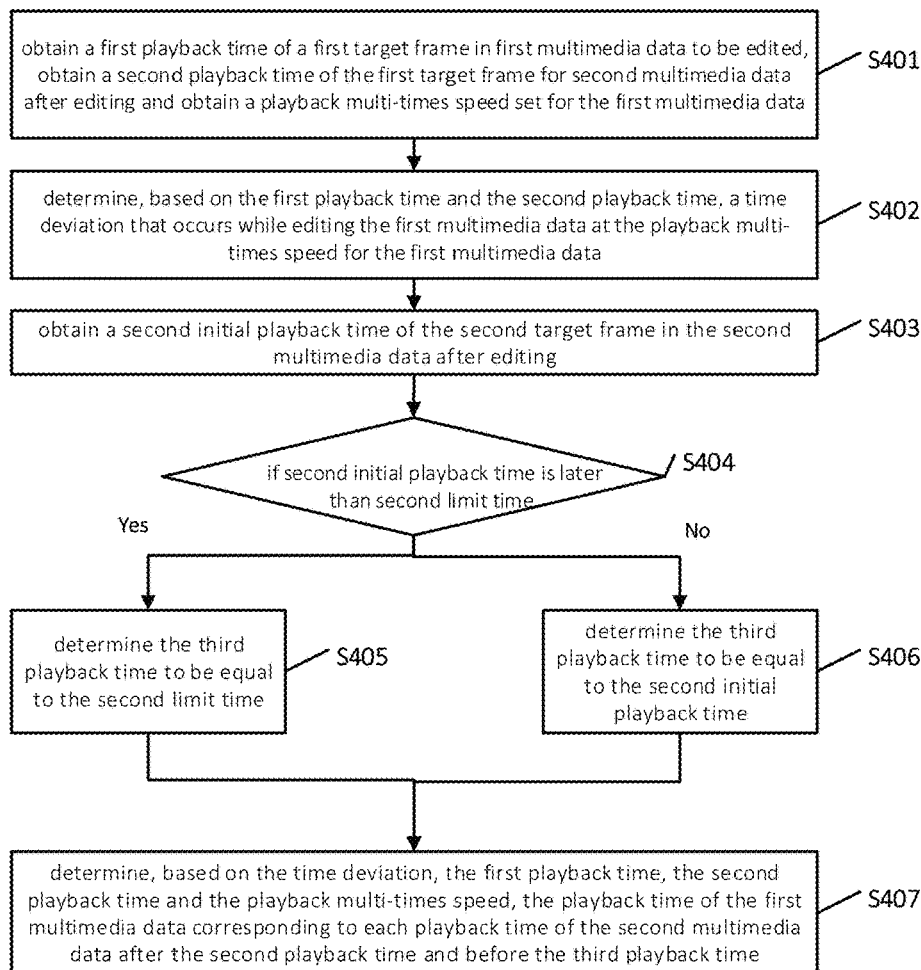 obtain a first playback time of a first target frame in first multimedia data to be edited,
obtain a second playback time of the first target frame for second multimedia data
after editing and obtain a playback multi-times speed set for the first multimedia data
S401
determine, based on the first playback time and the second playback time, a time
deviation that occurs while editing the first multimedia data at the playback multi-
times speed for the first multimedia data
S402
obtain a second initial playback time of the second target frame in the second
multimedia data after editing
S403
if second initial playback time is later
than second limit time
S404
Yes
No
determine the third
playback time to be equal
to the second limit time
S405
determine the third
playback time to be equal
to the second initial
playback time
S406
determine, based on the time deviation, the first playback time, the second
playback time and the playback multi-times speed, the playback time of the first
multimedia data corresponding to each playback time of the second multimedia
data after the second playback time and before the third playback time
S407